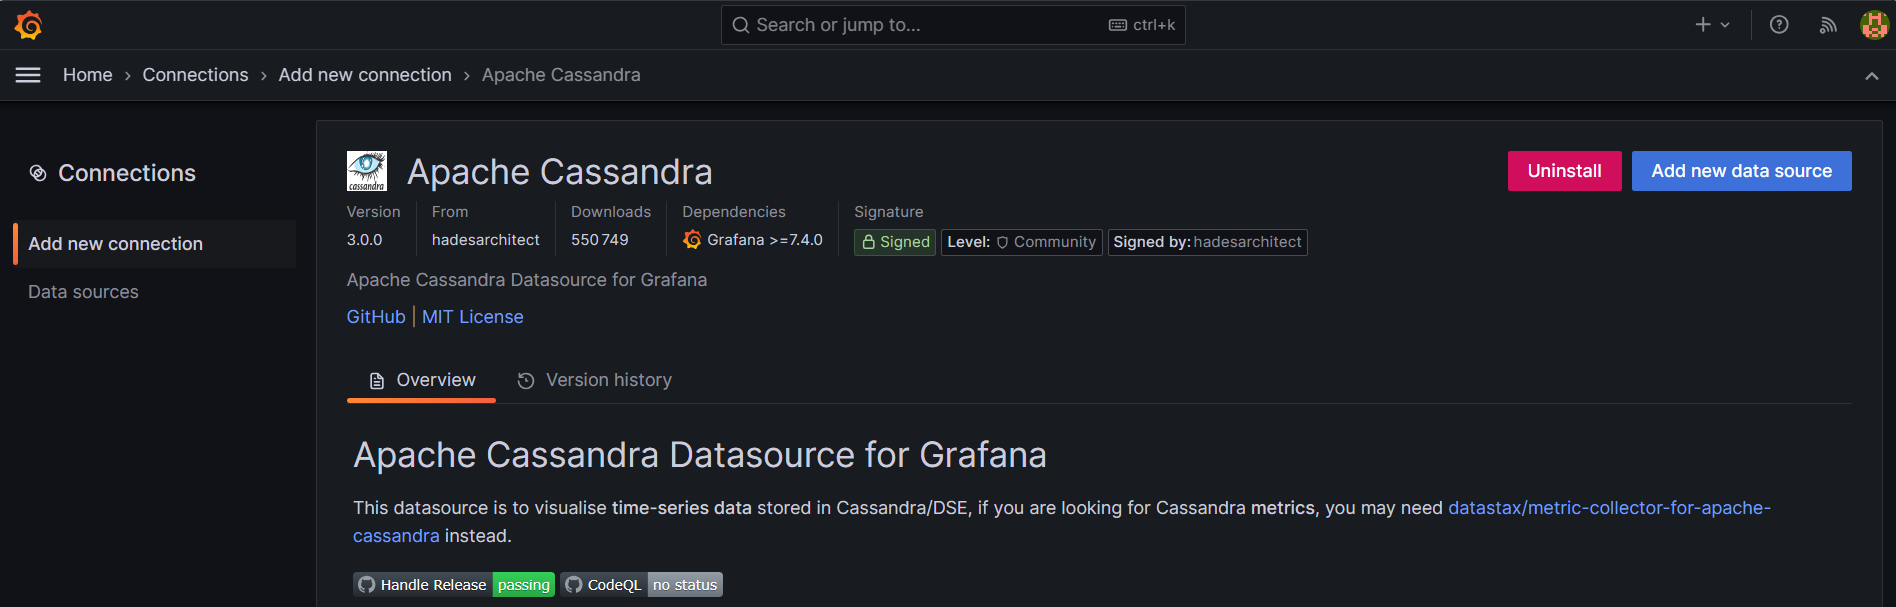 Search or jump to... ctrl+k
Home › Connections › Add new connection › Apache Cassandra
Connections
Add new connection
Data sources
cassandra
Apache Cassandra
Uninstall
Add new data source
Version From Downloads Dependencies Signature
3.0.0 hadesarchitect 550 749 Grafana >=7.4.0 Signed Level: Community Signed by: hadesarchitect
Apache Cassandra Datasource for Grafana
GitHub | MIT License
Overview Version history
Apache Cassandra Datasource for Grafana
This datasource is to visualise time-series data stored in Cassandra/DSE, if you are looking for Cassandra metrics, you may need datastax/metric-collector-for-apache-
cassandra instead.
Handle Release passing CodeQL no status